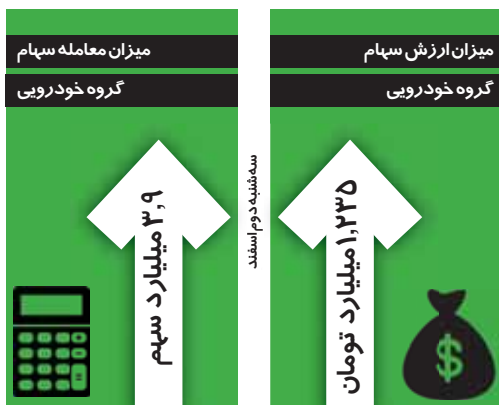 میزان ارزش سهام
گروه خودرویی
۱,۲۳۵ میلیارد تومان
$
سه‌شنبه دوم اسفند
میزان معامله سهام
گروه خودرویی
۳,۹ میلیارد سهم